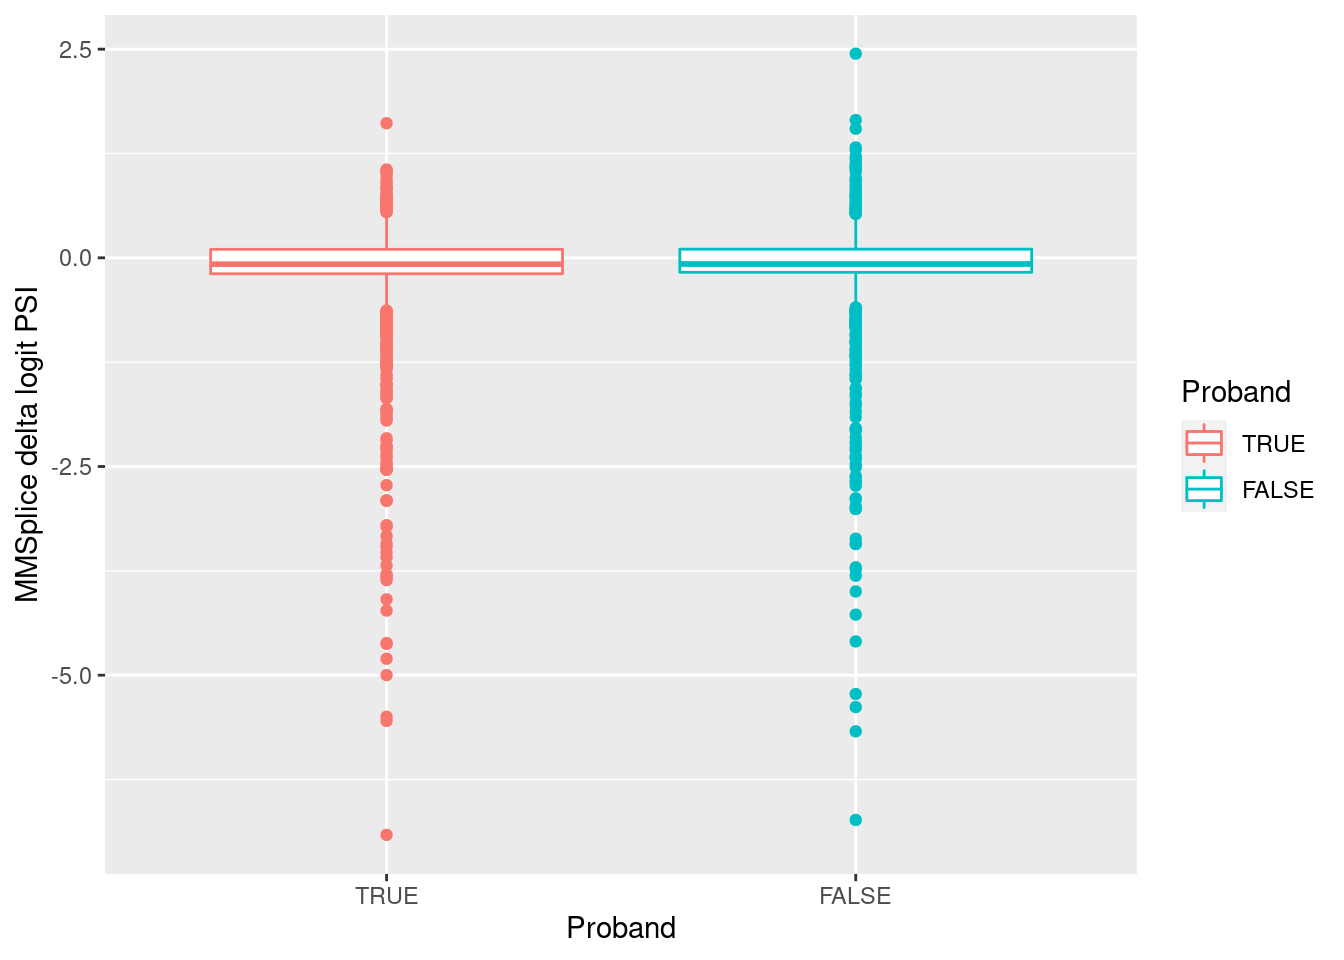 MMSplice delta logit PSI
2.5
0.0
-2.5
-5.0
TRUE
FALSE
Proband
Proband
TRUE
FALSE